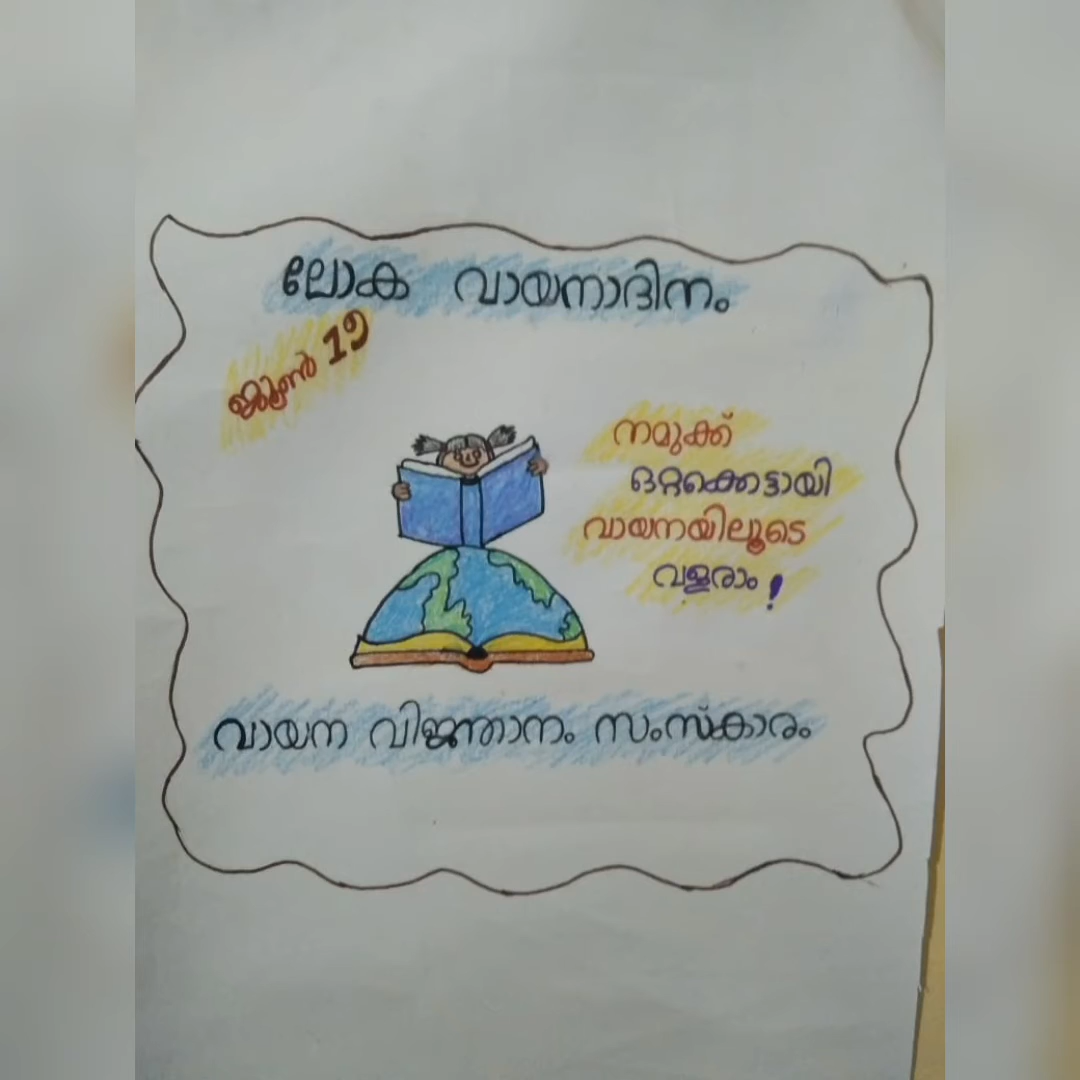 ലോക വായനാദിനം
ജൂൺ 19
നമുക്ക്
ഒറ്റക്കെട്ടായി
വായനയിലൂടെ
വളരാം!
വായന വിജ്ഞാനം സംസ്കാരം